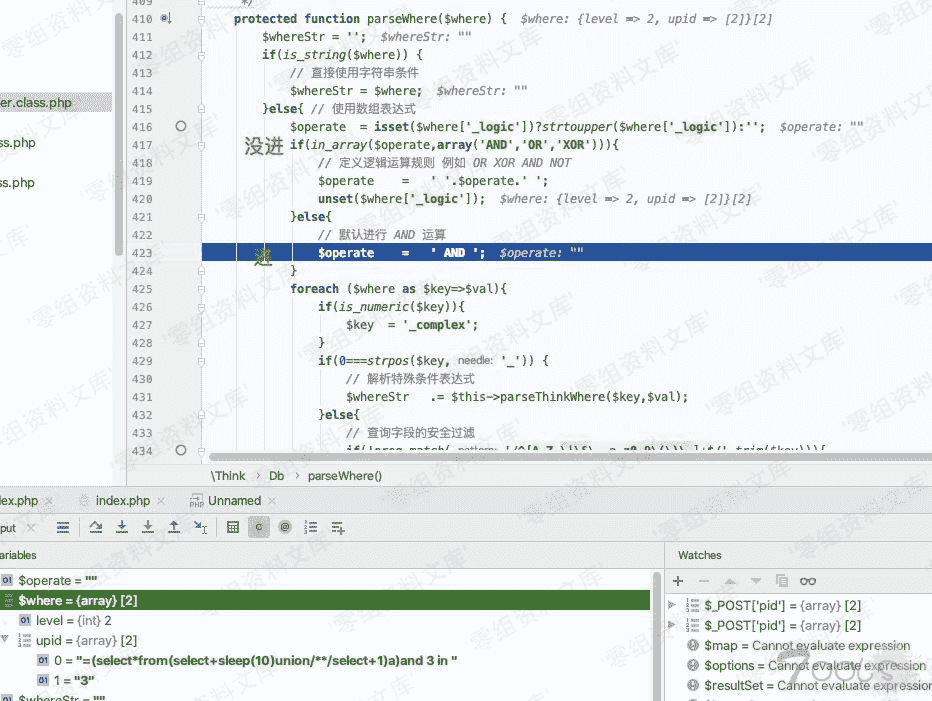 409 */
410 protected function parseWhere($where) { $where: {level => 2, upid => [2]}[2]
411 $whereStr = ''; $whereStr: ""
412 if(is_string($where)) {
413 // 直接使用字符串条件
414 $whereStr = $where; $whereStr: ""
415 }else{ // 使用数组表达式
416 $operate = isset($where['_logic'])?strtoupper($where['_logic']):''; $operate: ""
417 没进 if(in_array($operate,array('AND','OR','XOR'))){
418 // 定义逻辑运算规则 例如 OR XOR AND NOT
419 $operate = ' '.$operate.' ';
420 unset($where['_logic']); $where: {level => 2, upid => [2]}[2]
421 }else{
422 // 默认进行 AND 运算
423 进 $operate = ' AND '; $operate: ""
424 }
425 foreach ($where as $key=>$val){
426 if(is_numeric($key)){
427 $key = '_complex';
428 }
429 if(0===strpos($key, needle: '_')) {
430 // 解析特殊条件表达式
431 $whereStr .= $this->parseThinkWhere($key,$val);
432 }else{
433 // 查询字段的安全过滤
434
er.class.php
ss.php
ss.php
\Think › Db › parseWhere()
ex.php × index.php × Unnamed ×
put ×
ariables
Watches
$operate = ""
$where = {array} [2]
level = {int} 2
upid = {array} [2]
0 = "=(select*from(select+sleep(10)union/**/select+1)a)and 3 in "
1 = "3"
$whereStr = ""
$_POST['pid'] = {array} [2]
$_POST['pid'] = {array} [2]
$map = Cannot evaluate expression
$options = Cannot evaluate expression
$resultSet = Cannot evaluate expression
零组资料文库